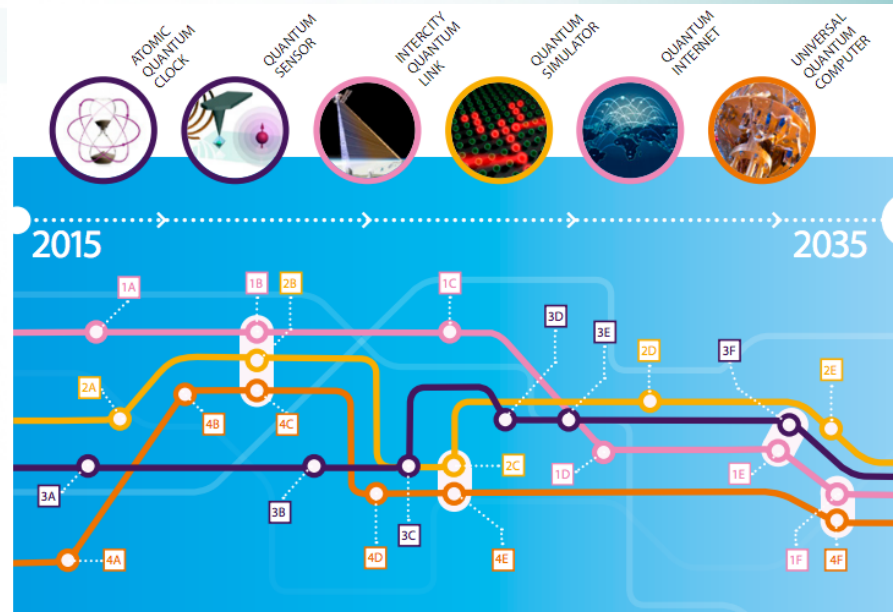 ATOMIC
QUANTUM
CLOCK
QUANTUM
SENSOR
INTERCITY
QUANTUM
LINK
QUANTUM
SIMULATOR
QUANTUM
INTERNET
UNIVERSAL
QUANTUM
COMPUTER
2015
2035
1A
1B
2B
1C
3D
3E
2D
3F
2E
2A
4B
4C
2C
1D
1E
3A
3B
3C
4A
4D
4E
1F
4F